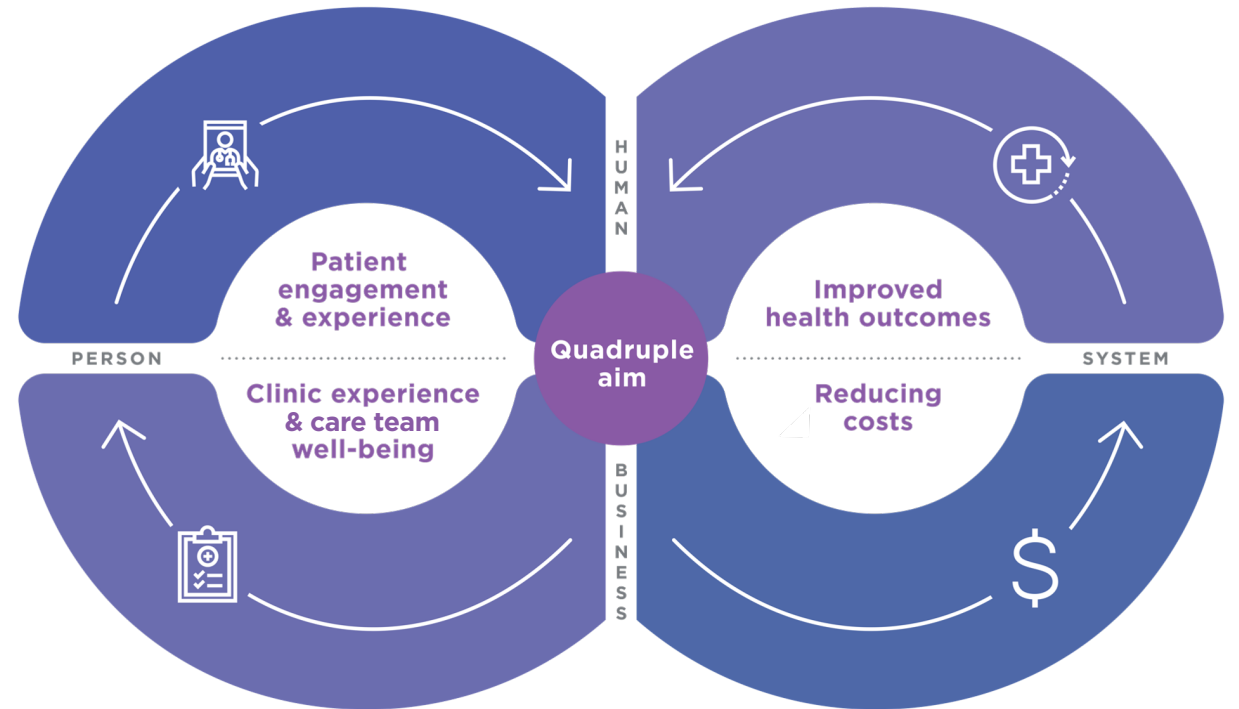 HUMAN
Patient
engagement
& experience
Improved
health outcomes
PERSON
Quadruple
aim
SYSTEM
Clinic experience
& care team
well-being
Reducing
costs
BUSINESS
$